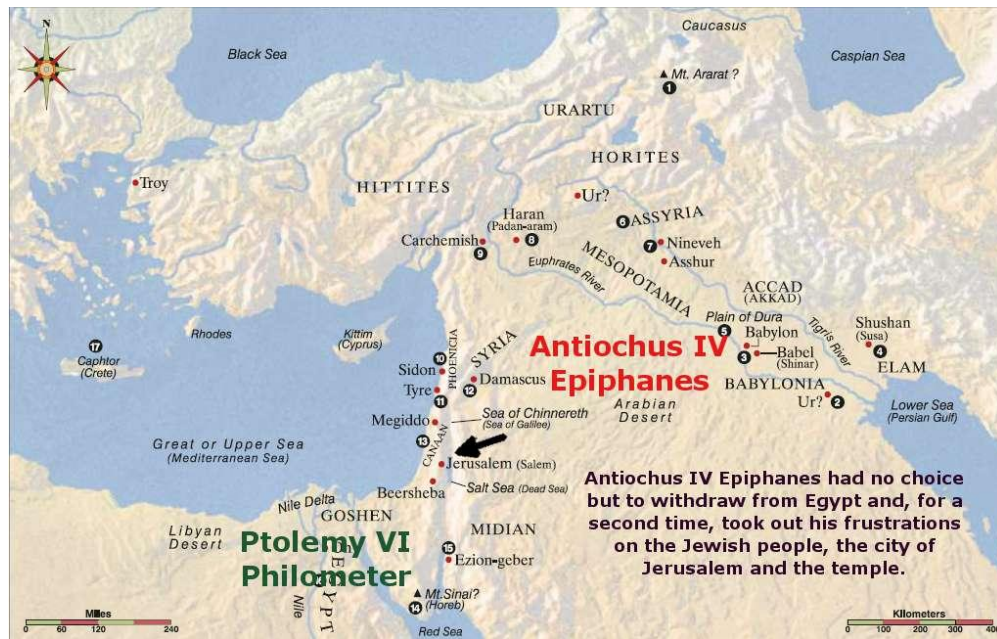 N
Black Sea
Caucasus
Caspian Sea
Mt. Ararat ?
1
URARTU
HORITES
HITTITES
Troy
Ur?
Haran
(Padan-aram)
8
6
ASSYRIA
Carchemish
9
7
Nineveh
Asshur
Euphrates River
MESOPOTAMIA
ACCAD
(AKKAD)
Rhodes
Kittim
(Cyprus)
17
Caphtor
(Crete)
Plain of Dura
5
Babylon
3
Babel
(Shinar)
Tigris River
Shushan
(Susa)
4
ELAM
10
PHOENICIA
SYRIA
Sidon
Tyre
11
12
Damascus
Antiochus IV
Epiphanes
BABYLONIA
Ur?
2
Arabian
Desert
Lower Sea
(Persian Gulf)
Megiddo
Sea of Chinnereth
(Sea of Galilee)
13
CANAAN
Great or Upper Sea
(Mediterranean Sea)
Jerusalem (Salem)
Salt Sea (Dead Sea)
Beersheba
Nile Delta
GOSHEN
Libyan
Desert
MIDIAN
Ptolemy VI
Philometer
EGYPT
Nile
15
Ezion-geber
Mt.Sinai?
(Horeb)
14
Red Sea
Antiochus IV Epiphanes had no choice
but to withdraw from Egypt and, for a
second time, took out his frustrations
on the Jewish people, the city of
Jerusalem and the temple.
Miles
0 60 120 240
Kilometers
0 100 200 300 400